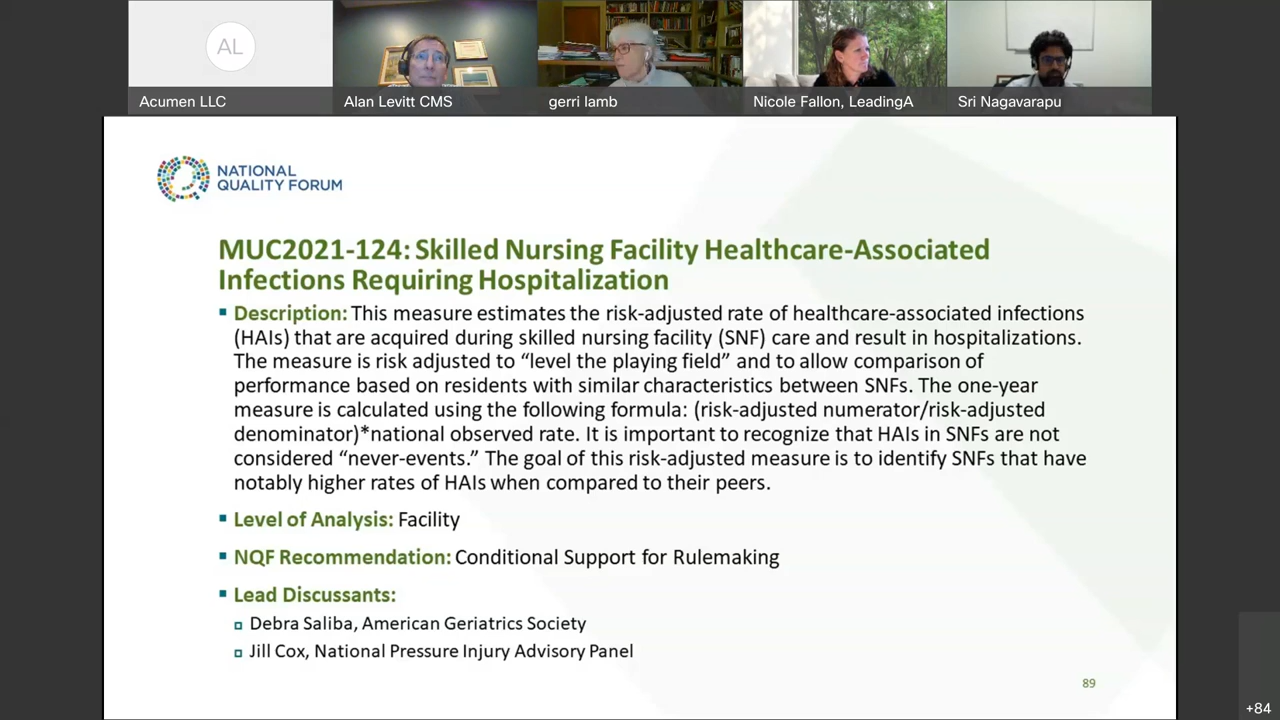 AL
Acumen LLC
Alan Levitt CMS
gerri lamb
Nicole Fallon, LeadingA
Sri Nagavarapu
NATIONAL
QUALITY FORUM
MUC2021-124: Skilled Nursing Facility Healthcare-Associated
Infections Requiring Hospitalization
Description: This measure estimates the risk-adjusted rate of healthcare-associated infections
(HAIs) that are acquired during skilled nursing facility (SNF) care and result in hospitalizations.
The measure is risk adjusted to “level the playing field” and to allow comparison of
performance based on residents with similar characteristics between SNFs. The one-year
measure is calculated using the following formula: (risk-adjusted numerator/risk-adjusted
denominator)*national observed rate. It is important to recognize that HAIs in SNFs are not
considered “never-events.” The goal of this risk-adjusted measure is to identify SNFs that have
notably higher rates of HAIs when compared to their peers.
Level of Analysis: Facility
NQF Recommendation: Conditional Support for Rulemaking
Lead Discussants:
Debra Saliba, American Geriatrics Society
Jill Cox, National Pressure Injury Advisory Panel
89
+84